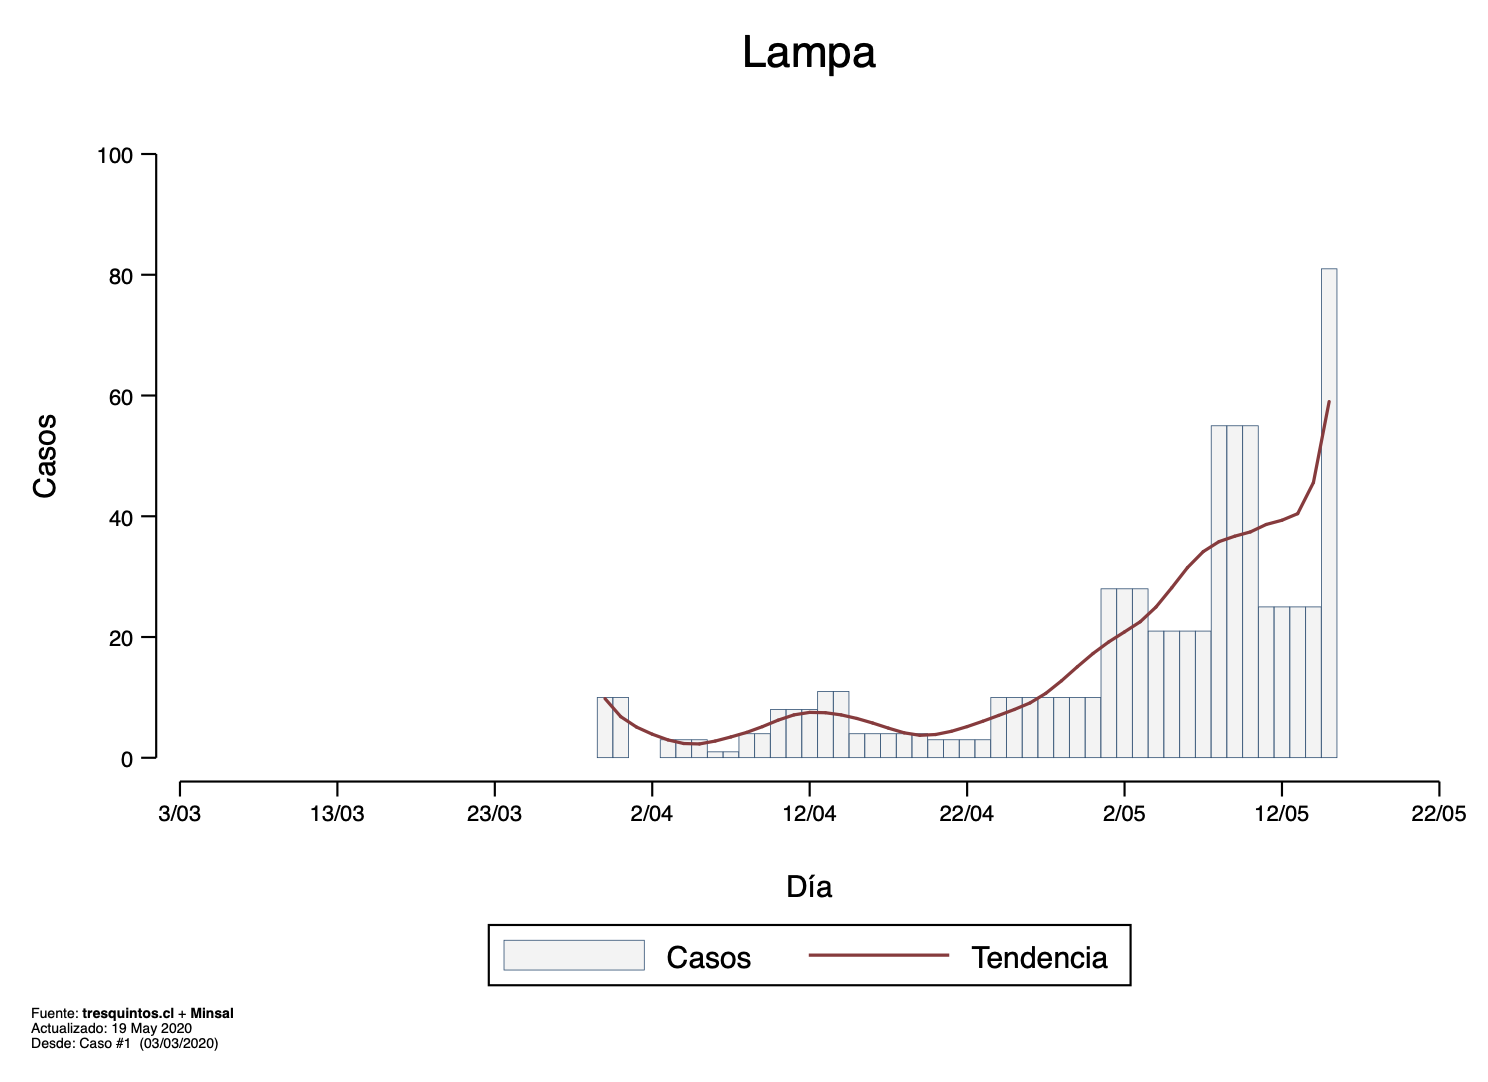 Lampa
100
80
60
40
20
0
Casos
3/03 13/03 23/03 2/04 12/04 22/04 2/05 12/05 22/05
Día
Casos Tendencia
Fuente: tresquintos.cl + Minsal
Actualizado: 19 May 2020
Desde: Caso #1 (03/03/2020)